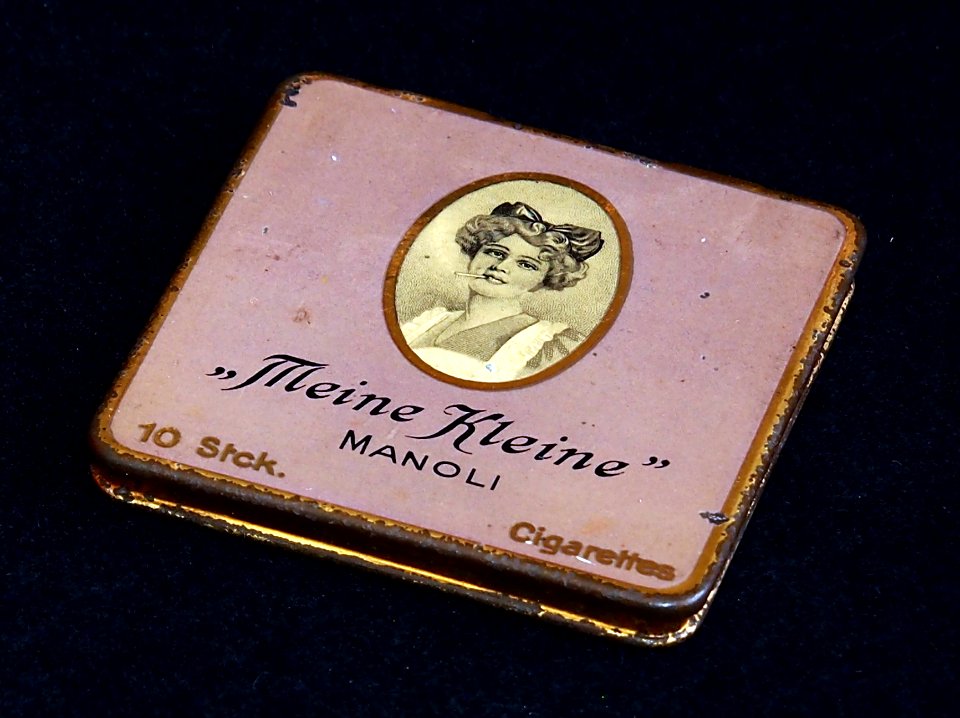 „Meine Kleine”
MANOLI
10 Stck.
Cigarettes